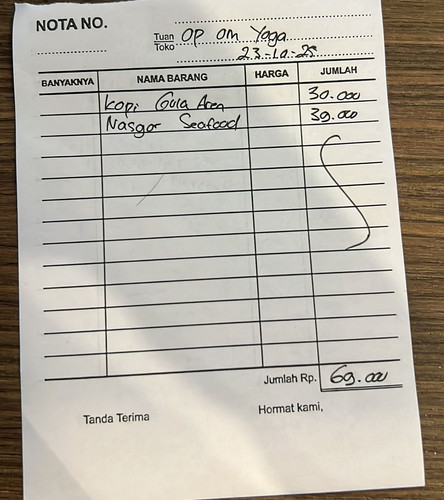 NOTA NO.
Tuan OP Om Yoga
Toko
23-10-25
BANYAKNYA NAMA BARANG HARGA JUMLAH
Kopi Gula Aren 30.000
Nasgor Seafood 39.000
Jumlah Rp. 69.000
Tanda Terima Hormat kami,